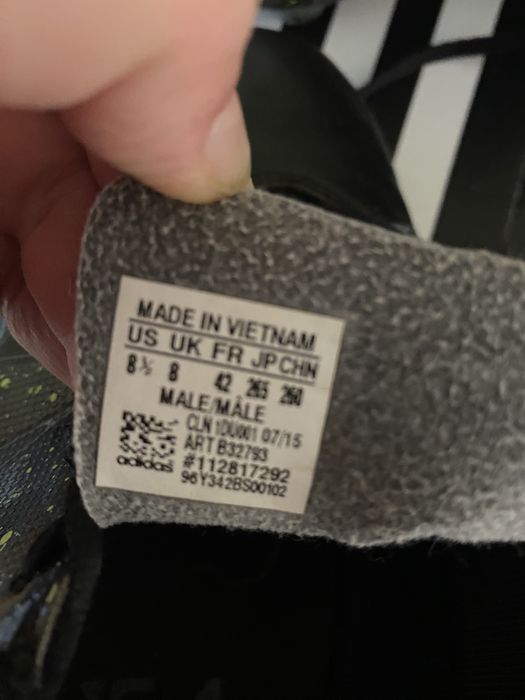 MADE IN VIETNAM
US UK FR JP CHN
8½ 8 42 265 260
MALE/MÂLE
CLN 1DU001 07/15
ART B32793
#112817292
96Y342BS00102
adidas